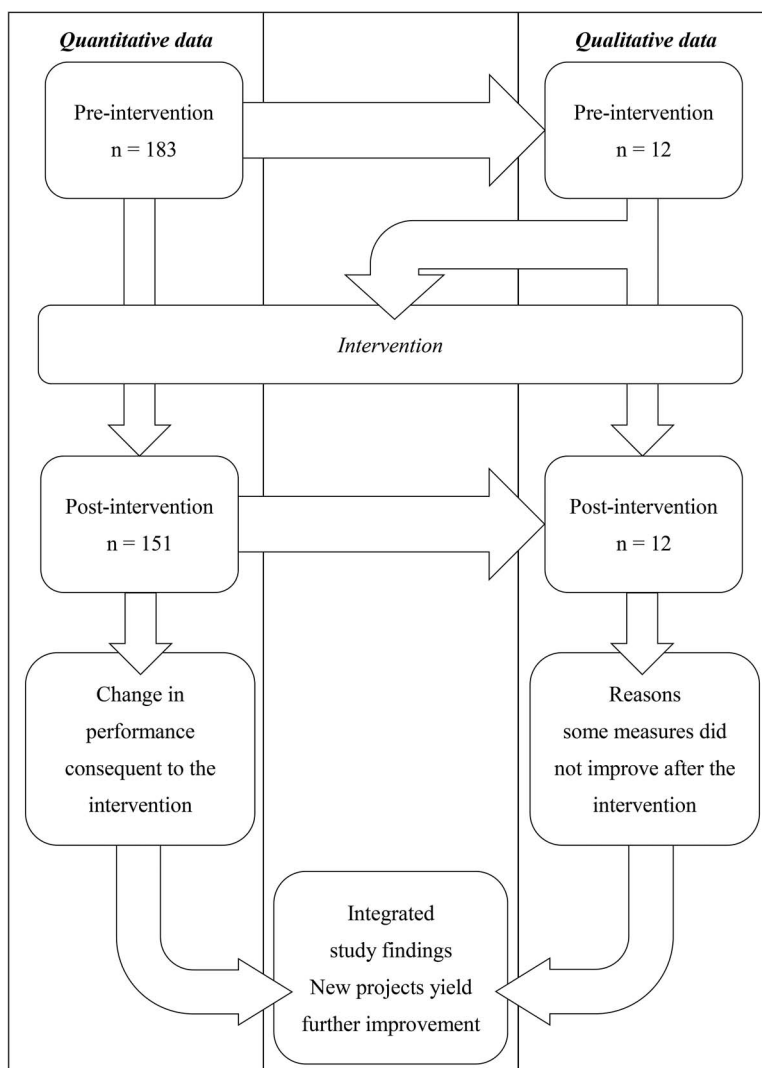 Quantitative data
Qualitative data
Pre-intervention
n = 183
Pre-intervention
n = 12
Intervention
Post-intervention
n = 151
Post-intervention
n = 12
Change in
performance
consequent to the
intervention
Reasons
some measures did
not improve after the
intervention
Integrated
study findings
New projects yield
further improvement